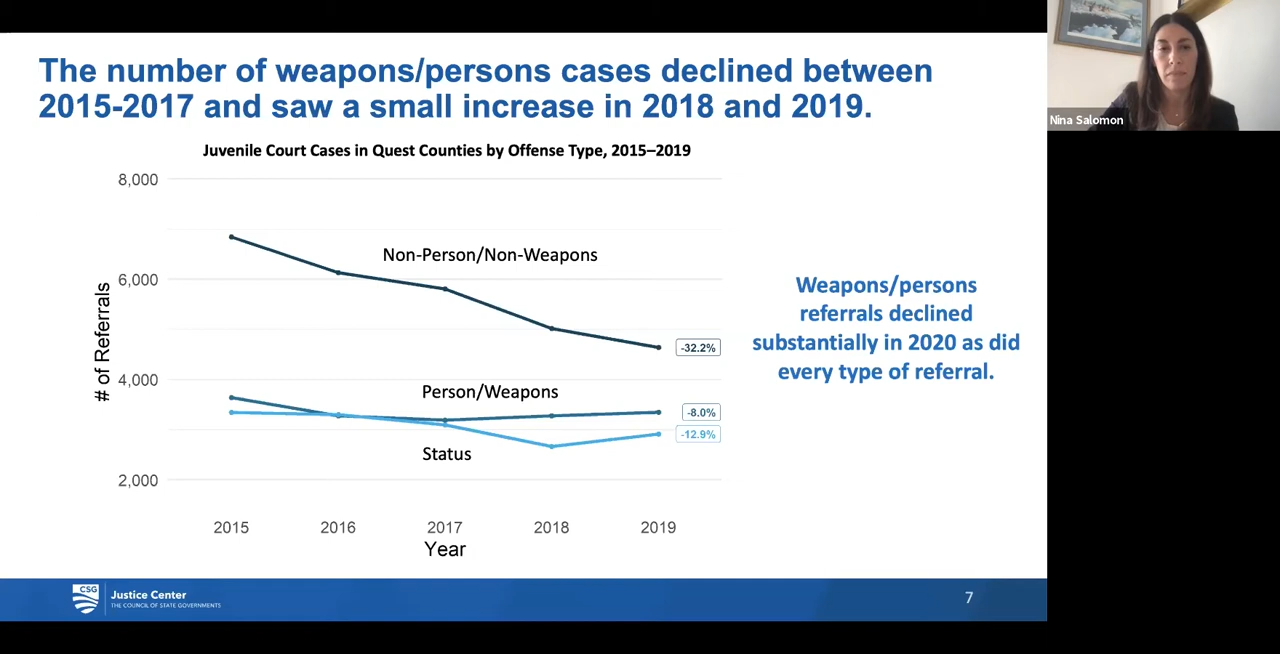 The number of weapons/persons cases declined between
2015-2017 and saw a small increase in 2018 and 2019.
Juvenile Court Cases in Quest Counties by Offense Type, 2015–2019
8,000
6,000
4,000
2,000
# of Referrals
Non-Person/Non-Weapons
-32.2%
Person/Weapons
-8.0%
-12.9%
Status
2015 2016 2017 2018 2019
Year
Weapons/persons
referrals declined
substantially in 2020 as did
every type of referral.
CSG
Justice Center
THE COUNCIL OF STATE GOVERNMENTS
7
Nina Salomon